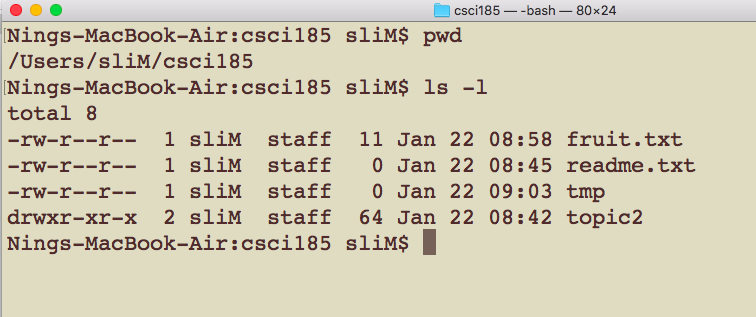 csci185 — -bash — 80×24
Nings-MacBook-Air:csci185 sliM$ pwd
/Users/sliM/csci185
Nings-MacBook-Air:csci185 sliM$ ls -l
total 8
-rw-r--r--  1 sliM  staff  11 Jan 22 08:58 fruit.txt
-rw-r--r--  1 sliM  staff   0 Jan 22 08:45 readme.txt
-rw-r--r--  1 sliM  staff   0 Jan 22 09:03 tmp
drwxr-xr-x  2 sliM  staff  64 Jan 22 08:42 topic2
Nings-MacBook-Air:csci185 sliM$